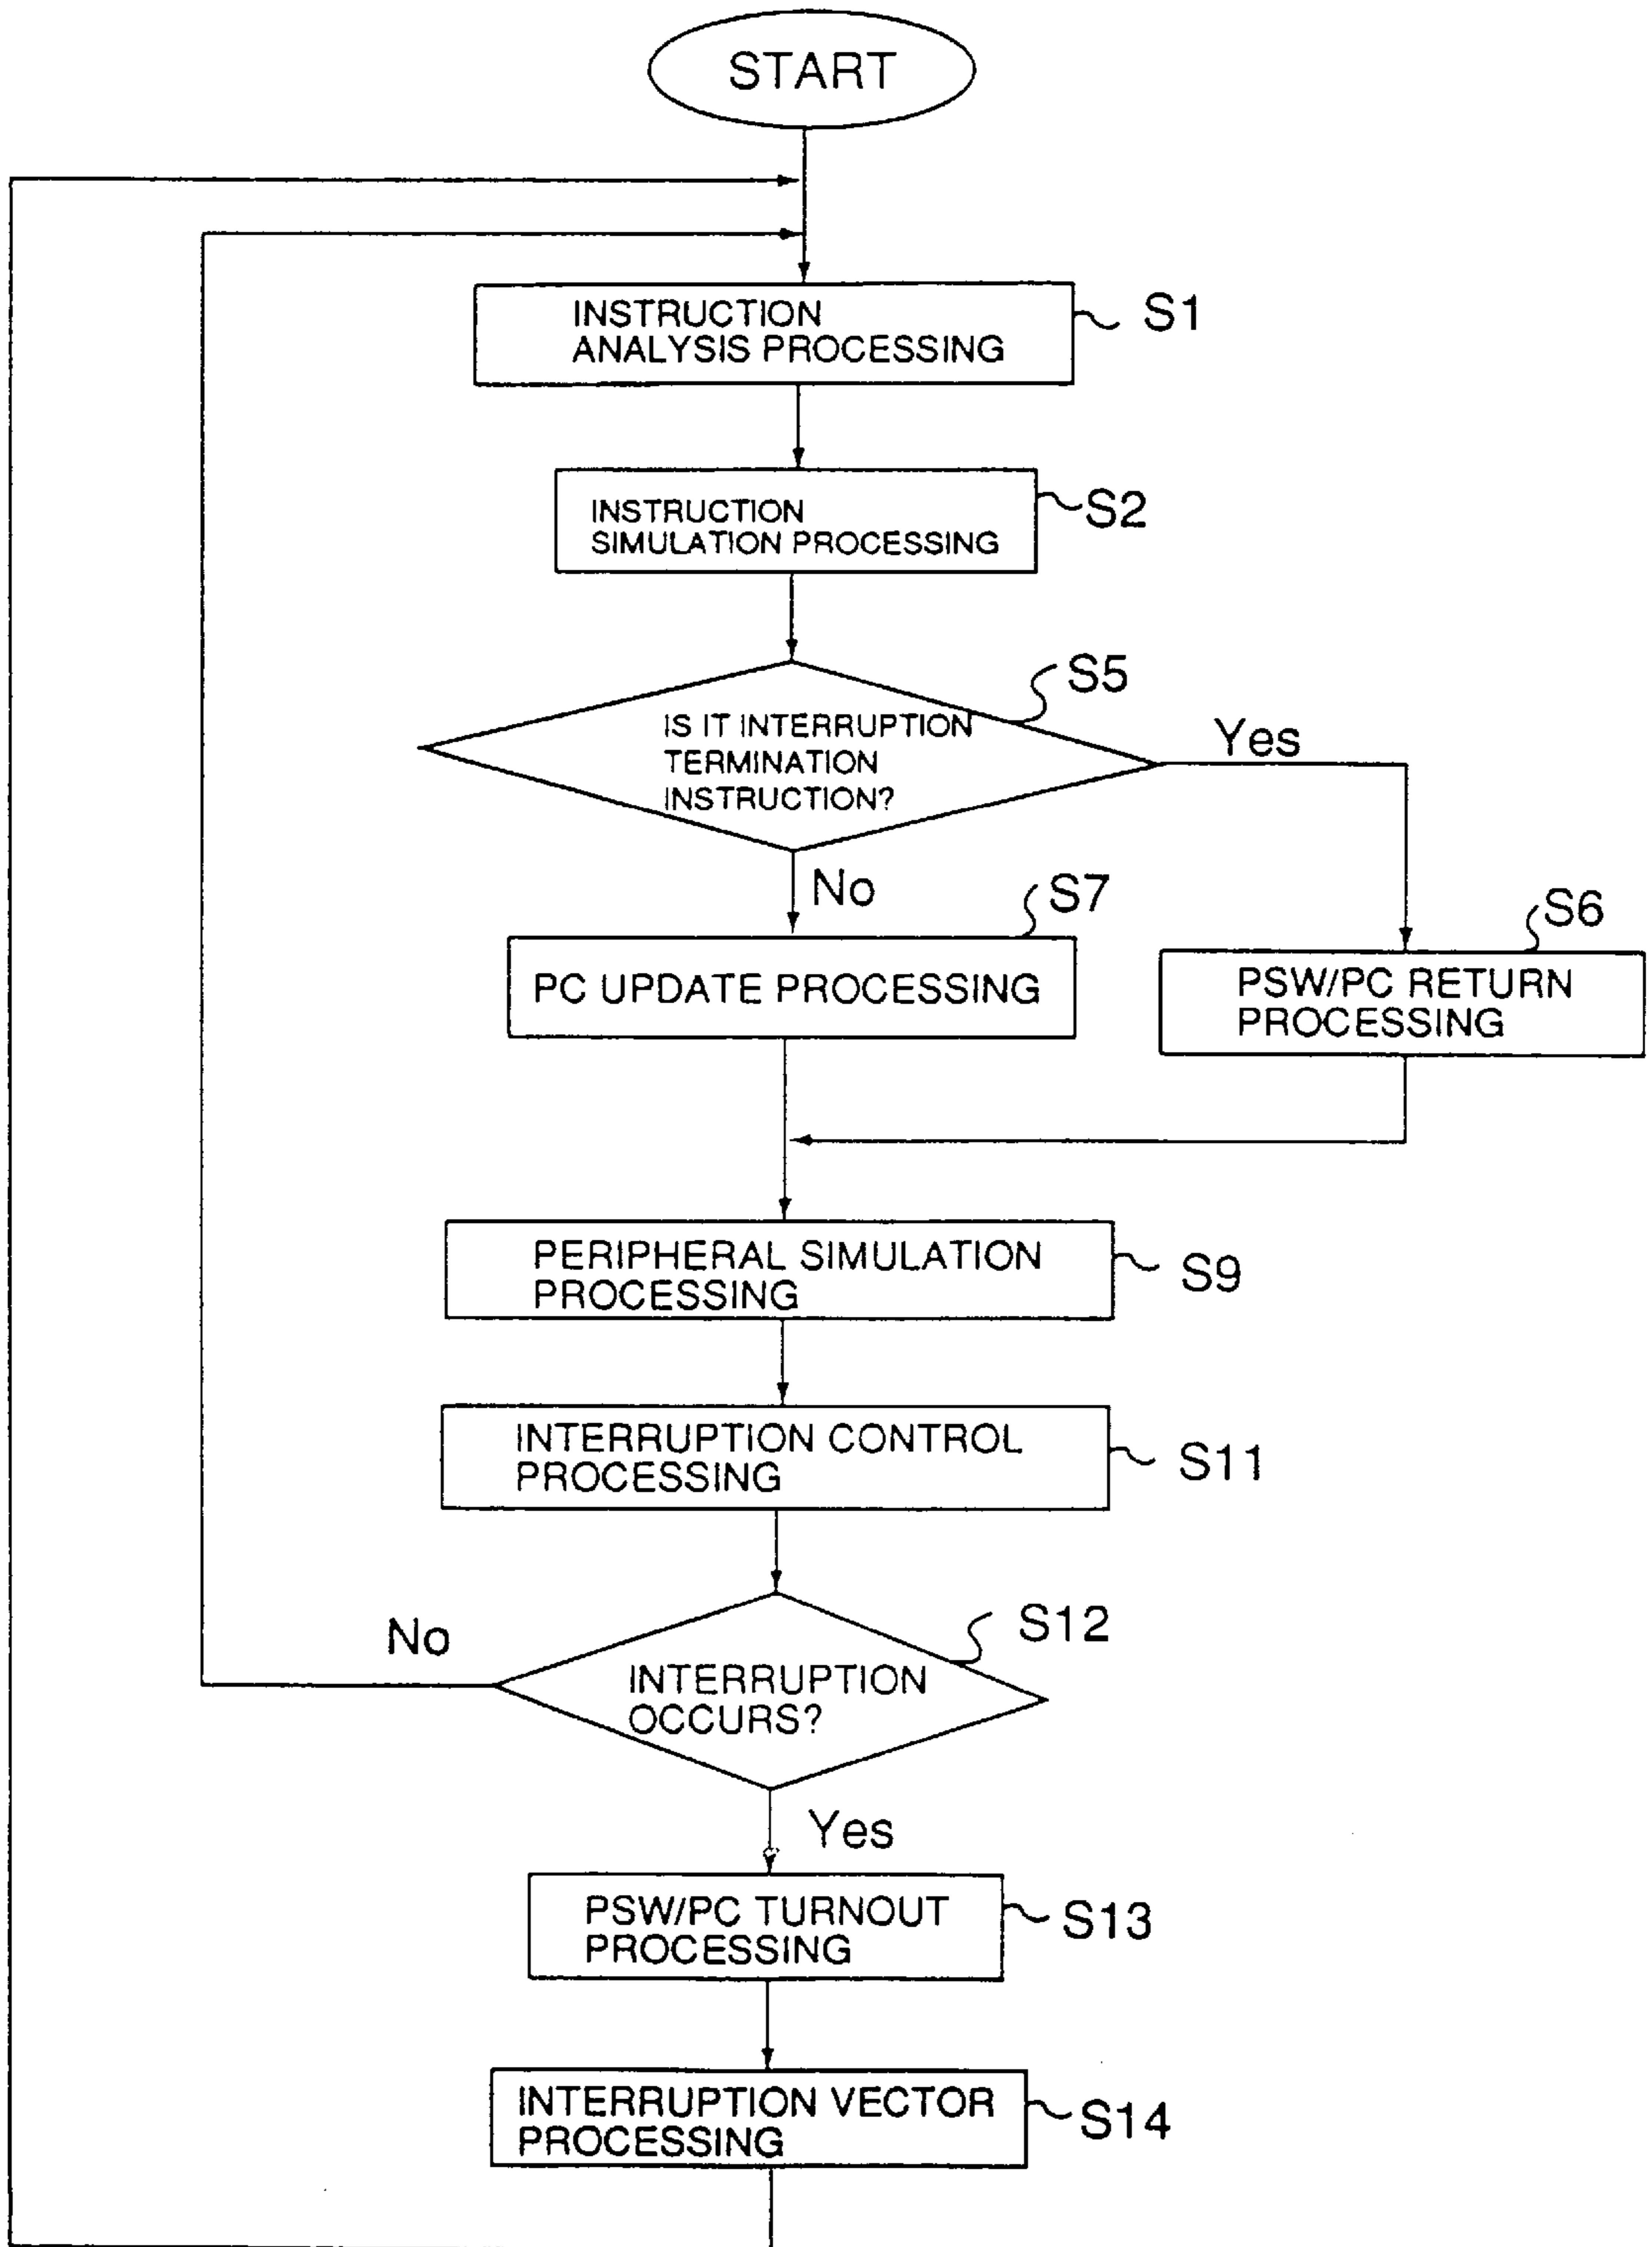 START
INSTRUCTION
ANALYSIS PROCESSING
S1
INSTRUCTION
SIMULATION PROCESSING
S2
S5
IS IT INTERRUPTION
TERMINATION
INSTRUCTION?
Yes
No
S7
PC UPDATE PROCESSING
S6
PSW/PC RETURN
PROCESSING
PERIPHERAL SIMULATION
PROCESSING
S9
INTERRUPTION CONTROL
PROCESSING
S11
S12
No
INTERRUPTION
OCCURS?
Yes
PSW/PC TURNOUT
PROCESSING
S13
INTERRUPTION VECTOR
PROCESSING
S14